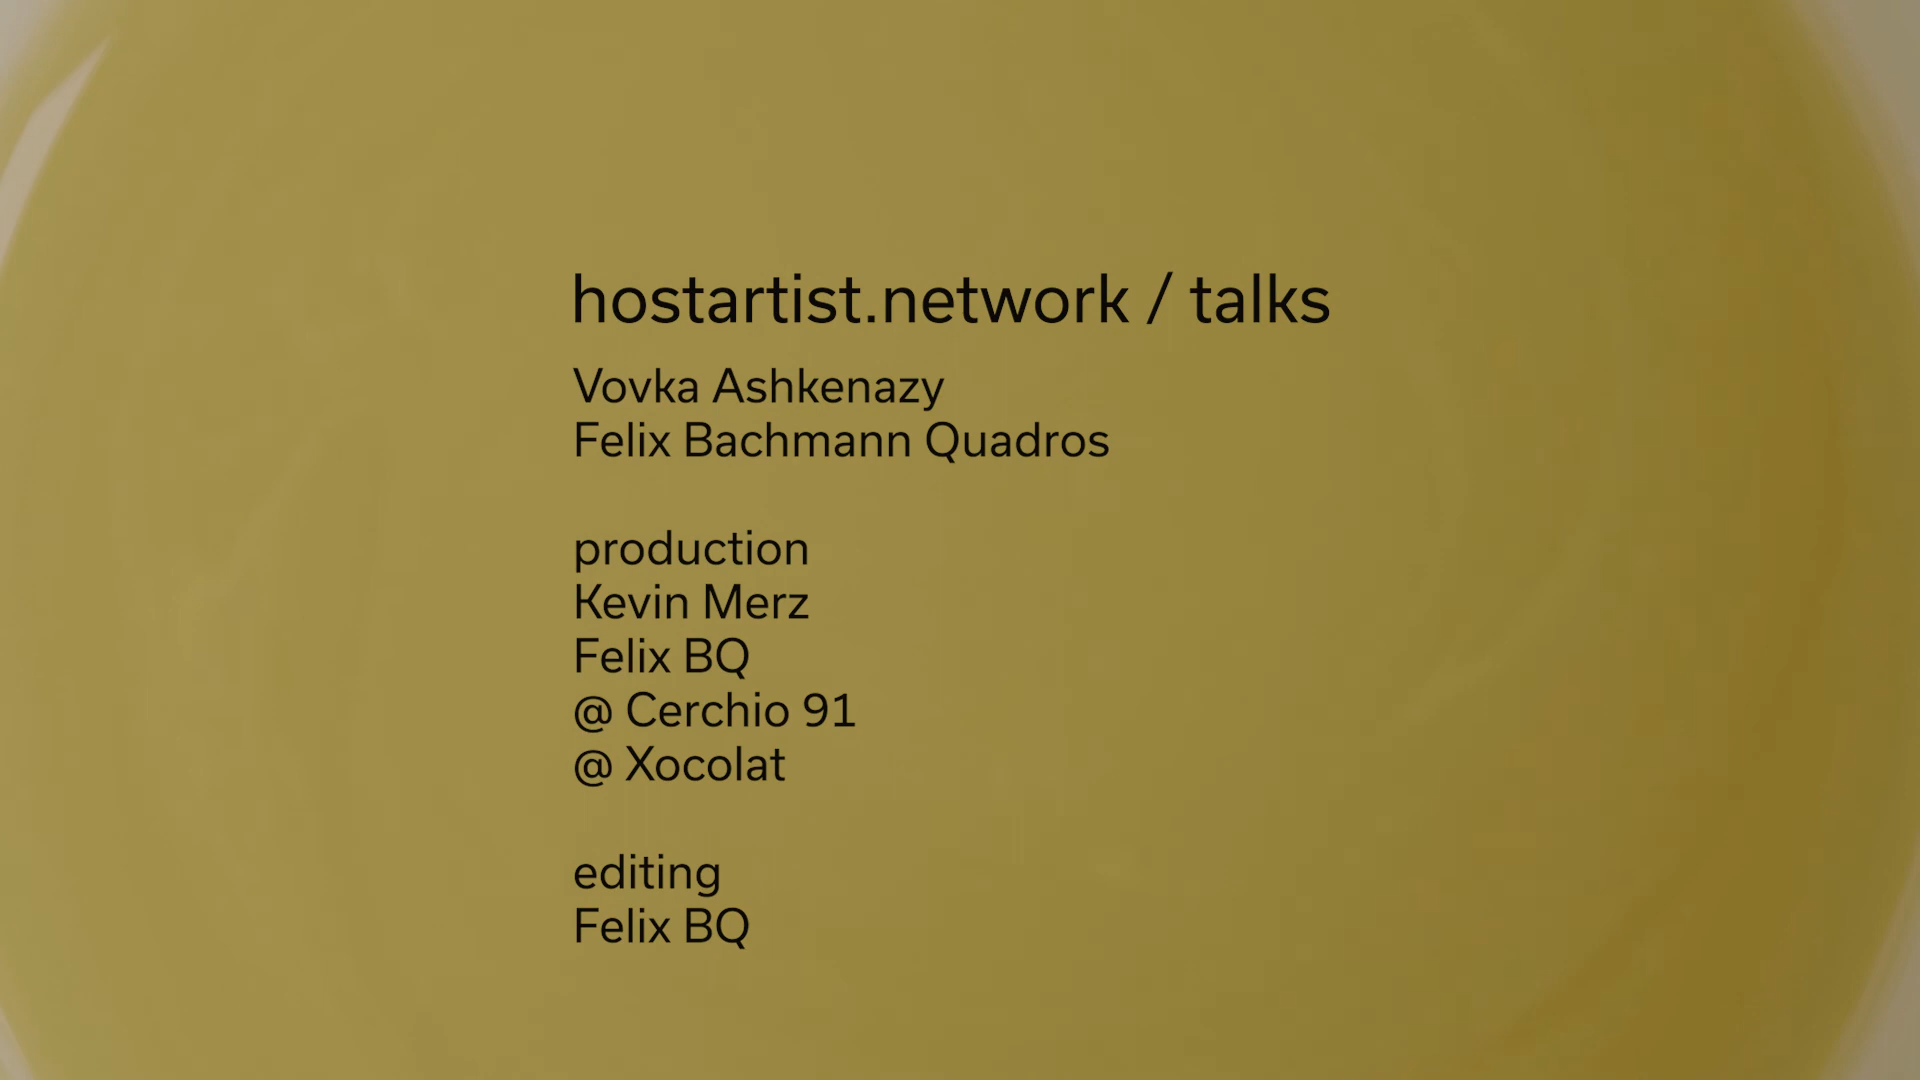 hostartist.network / talks
Vovka Ashkenazy
Felix Bachmann Quadros
production
Kevin Merz
Felix BQ
@ Cerchio 91
@ Xocolat
editing
Felix BQ